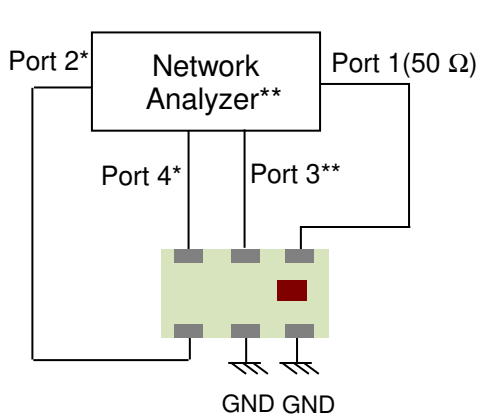 Port 2*
Network
Analyzer**
Port 1(50 Ω)
Port 4*
Port 3**
GND GND